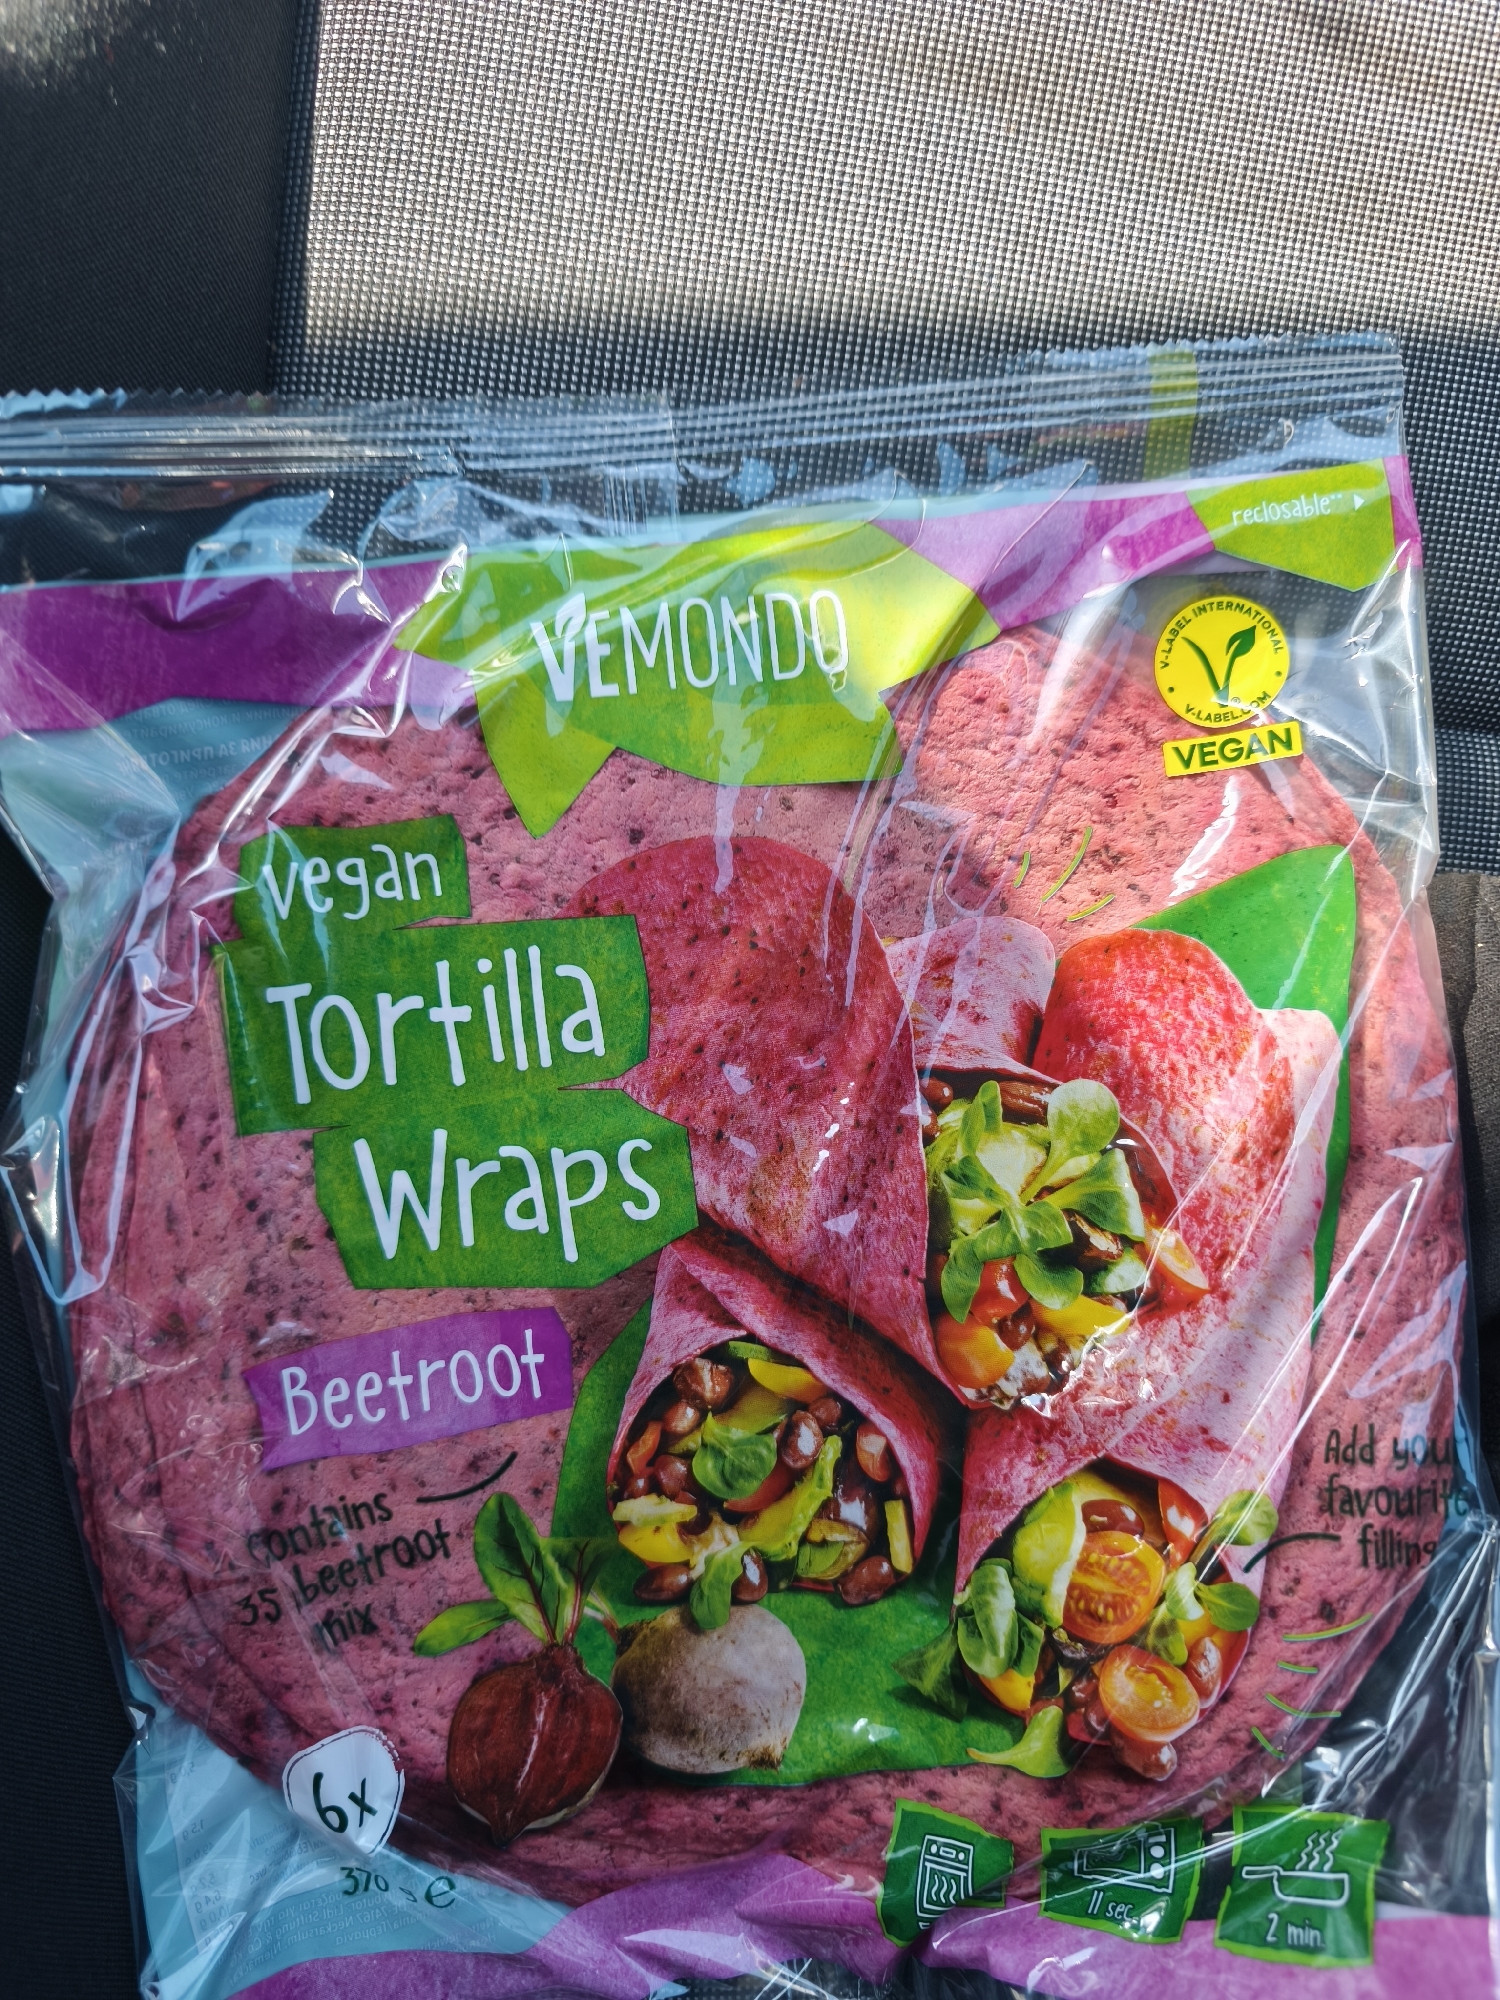 reclosable** ▸
VEMONDO
V-LABEL INTERNATIONAL
V-LABEL.COM
VEGAN
vegan
Tortilla
Wraps
Beetroot
contains
35 beetroot
mix
Add your
favourite
filling
6x
370 g e
11 sec.
2 min.